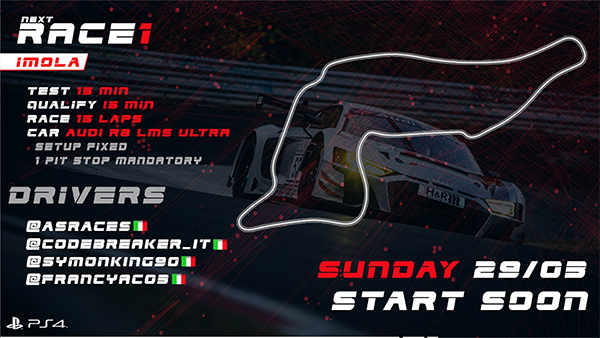 NEXT
RACE1
IMOLA
TEST 15 MIN
QUALIFY 15 MIN
RACE 15 LAPS
CAR AUDI R8 LMS ULTRA
SETUP FIXED
1 PIT STOP MANDATORY
DRIVERS
@ASRACES
@CODEBREAKER_IT
@SYMONKING90
@FRANCYACO3
H&R
SUNDAY 29/03
START SOON
PS4